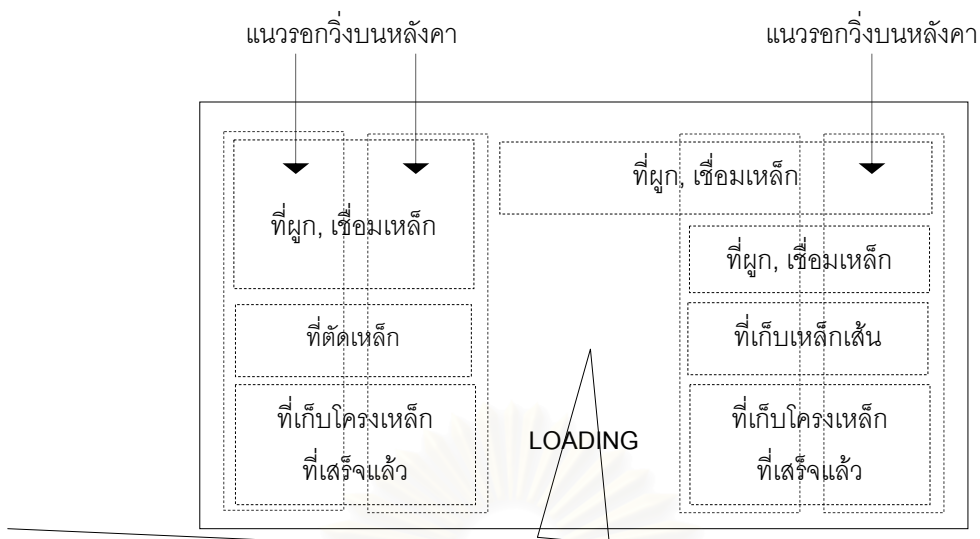 แนวรอกวิ่งบนหลังคา
แนวรอกวิ่งบนหลังคา
ที่ผูก, เชื่อมเหล็ก
ที่ผูก, เชื่อมเหล็ก
ที่ผูก, เชื่อมเหล็ก
ที่ตัดเหล็ก
ที่เก็บเหล็กเส้น
ที่เก็บโครงเหล็ก
ที่เสร็จแล้ว
LOADING
ที่เก็บโครงเหล็ก
ที่เสร็จแล้ว